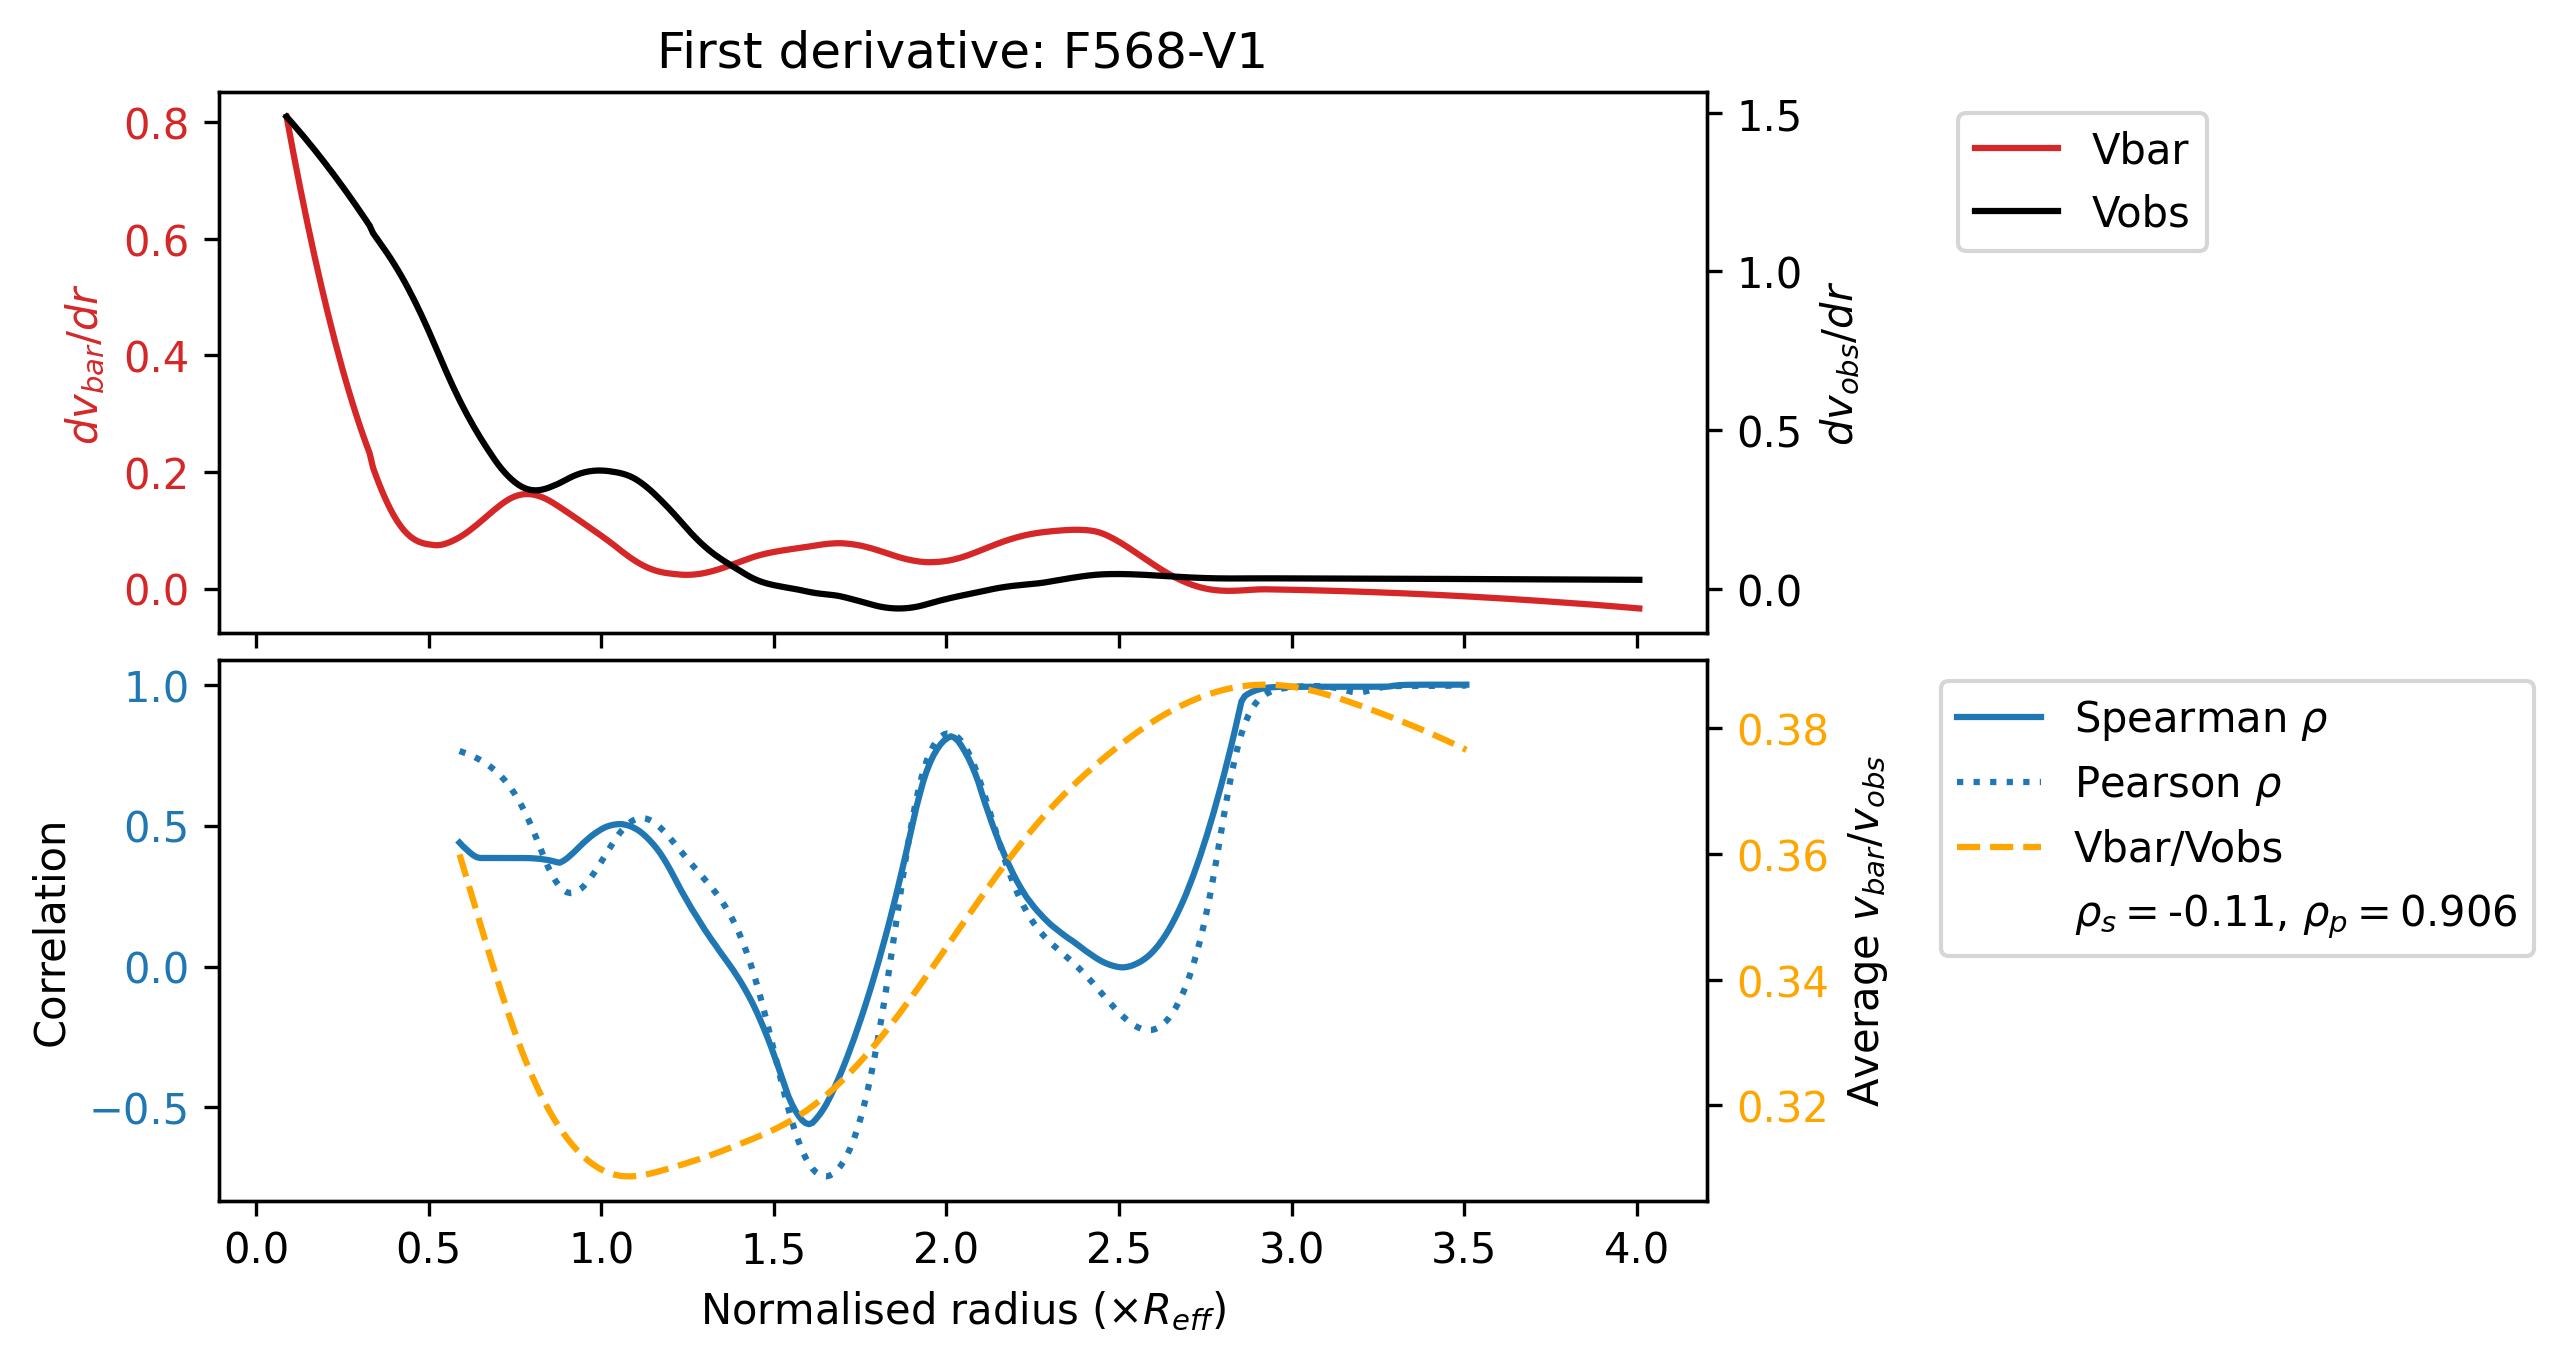 First derivative: F568-V1
dv_bar/dr
0.8
0.6
0.4
0.2
0.0
1.5
1.0
0.5
0.0
dv_obs/dr
Vbar
Vobs
Correlation
1.0
0.5
0.0
−0.5
0.38
0.36
0.34
0.32
Average v_bar/v_obs
Spearman ρ
Pearson ρ
Vbar/Vobs
ρ_s = -0.11, ρ_p = 0.906
0.0 0.5 1.0 1.5 2.0 2.5 3.0 3.5 4.0
Normalised radius (×R_eff)